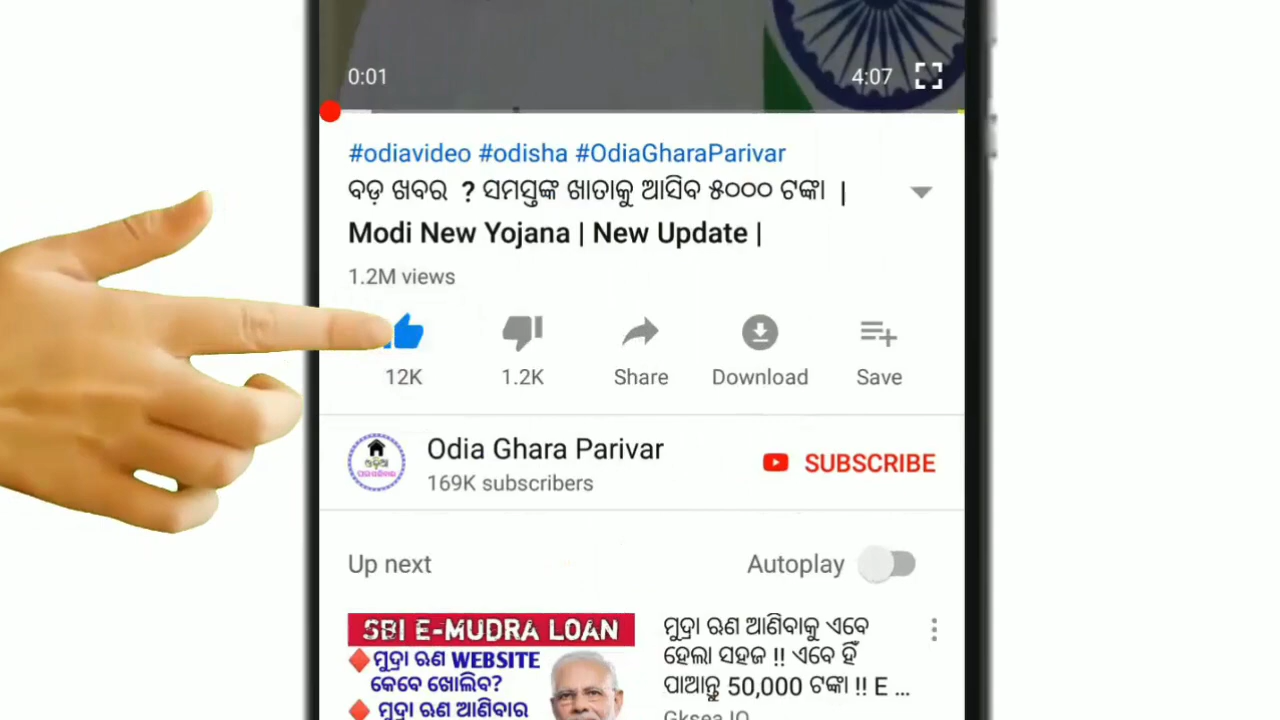 0:01
4:07
#odiavideo #odisha #OdiaGharaParivar
ବଡ଼ ଖବର ? ସମସ୍ତଙ୍କ ଖାତାକୁ ଆସିବ ୫୦୦୦ ଟଙ୍କା |
Modi New Yojana | New Update |
1.2M views
12K
1.2K
Share
Download
Save
Odia Ghara Parivar
169K subscribers
SUBSCRIBE
Up next
Autoplay
SBI E-MUDRA LOAN
ମୁଦ୍ରା ଋଣ WEBSITE
କେବେ ଖୋଲିବ?
ମୁଦ୍ରା ଋଣ ଆଣିବାର
ମୁଦ୍ରା ଋଣ ଆଣିବାକୁ ଏବେ
ହେଲା ସହଜ !! ଏବେ ହିଁ
ପାଆନ୍ତୁ 50,000 ଟଙ୍କା !! E ...